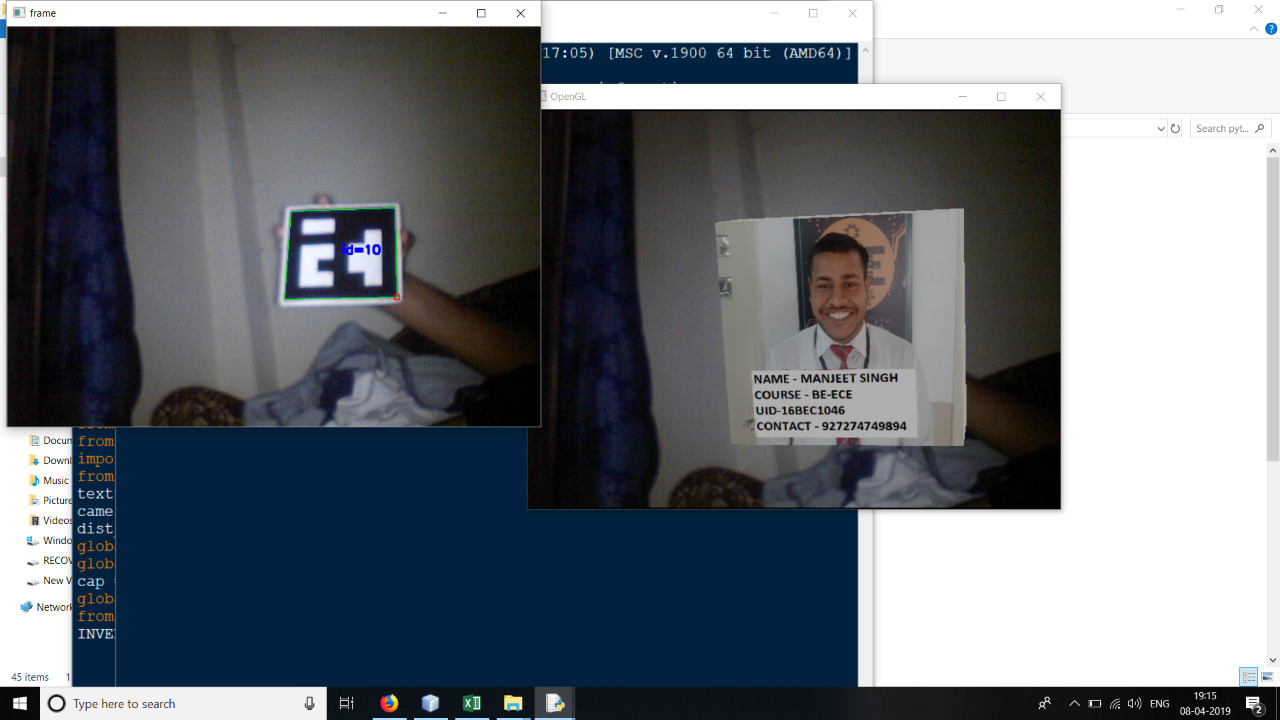 frame
17:05) [MSC v.1900 64 bit (AMD64)]
OpenGL
Search pyt...
id=10
NAME - MANJEET SINGH
COURSE - BE-ECE
UID-16BEC1046
CONTACT - 927274749894
Docum
Downl
Music
Picture
Videos
Windo
RECOV
New V
Network
from
impo
from
text
came
dist
glob
glob
cap
glob
from
INVE
45 items
Type here to search
ENG
19:15
08-04-2019
2